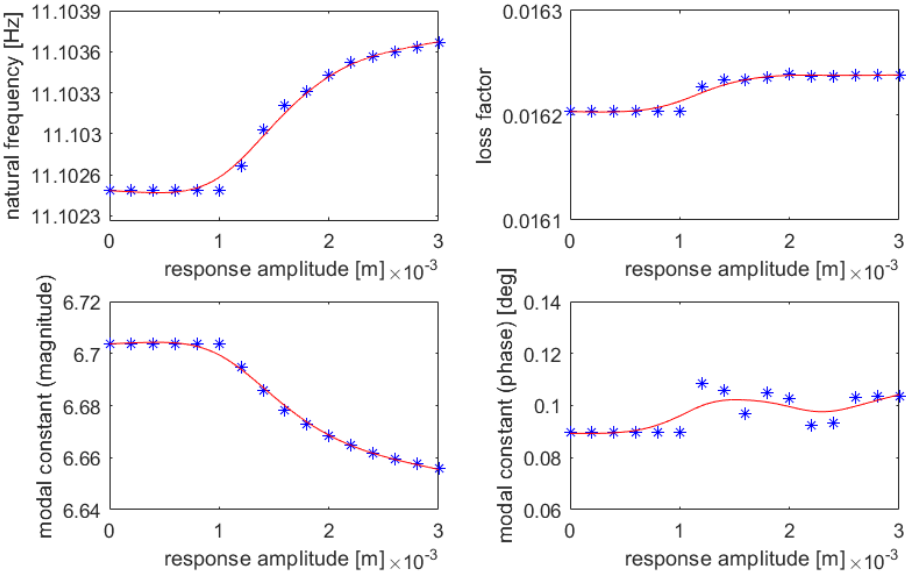 natural frequency [Hz]
11.1039
11.1036
11.1033
11.103
11.1026
11.1023
0 1 2 3
response amplitude [m] ×10⁻³
loss factor
0.0163
0.0162
0.0161
0 1 2 3
response amplitude [m] ×10⁻³
modal constant (magnitude)
6.72
6.7
6.68
6.66
6.64
0 1 2 3
response amplitude [m] ×10⁻³
modal constant (phase) [deg]
0.14
0.12
0.1
0.08
0.06
0 1 2 3
response amplitude [m] ×10⁻³